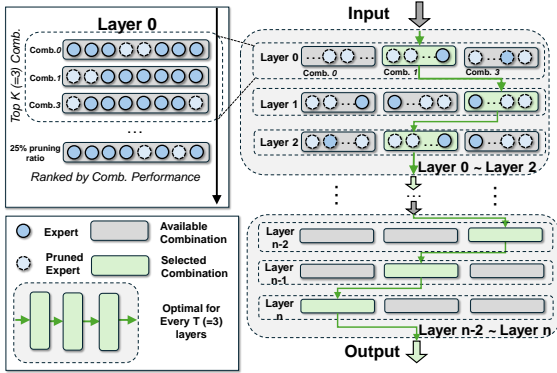 Layer 0
Top K (=3) Comb.
Comb.0
Comb.1
Comb.3
...
25% pruning
ratio
Ranked by Comb. Performance
Expert
Available
Combination
Pruned
Expert
Selected
Combination
Optimal for
Every T (=3)
layers
Input
Layer 0
Comb. 0
Comb. 1
Comb. 3
Layer 1
Layer 2
Layer 0 ~ Layer 2
...
Layer
n-2
Layer
n-1
Layer
n
Layer n-2 ~ Layer n
Output